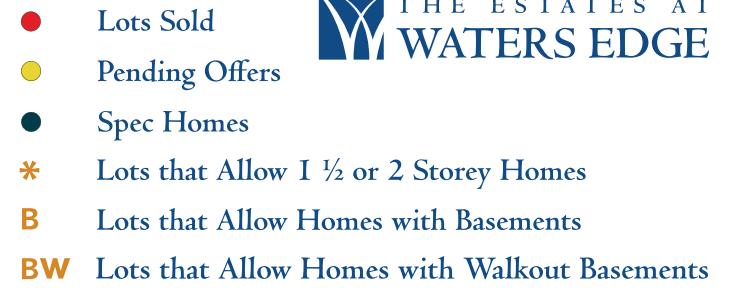 THE ESTATES AT
WATERS EDGE
Lots Sold
Pending Offers
Spec Homes
* Lots that Allow 1 ½ or 2 Storey Homes
B Lots that Allow Homes with Basements
BW Lots that Allow Homes with Walkout Basements